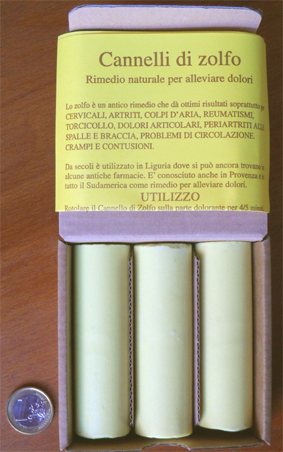 Cannelli di zolfo
Rimedio naturale per alleviare dolori
Lo zolfo è un antico rimedio che dà ottimi risultati soprattutto
CERVICALI, ARTRITI, COLPI D'ARIA, REUMATISMI,
TORCICOLLO, DOLORI ARTICOLARI, PERIARTRITI ALLE
SPALLE E BRACCIA, PROBLEMI DI CIRCOLAZIONE,
CRAMPI E CONTUSIONI.
Da secoli è utilizzato in Liguria dove si può ancora trovare
alcune antiche farmacie. E' conosciuto anche in Provenza
tutto il Sudamerica come rimedio per alleviare dolori.
UTILIZZO
Rotolare il Cannello di Zolfo sulla parte dolorante per 4/5 minuti